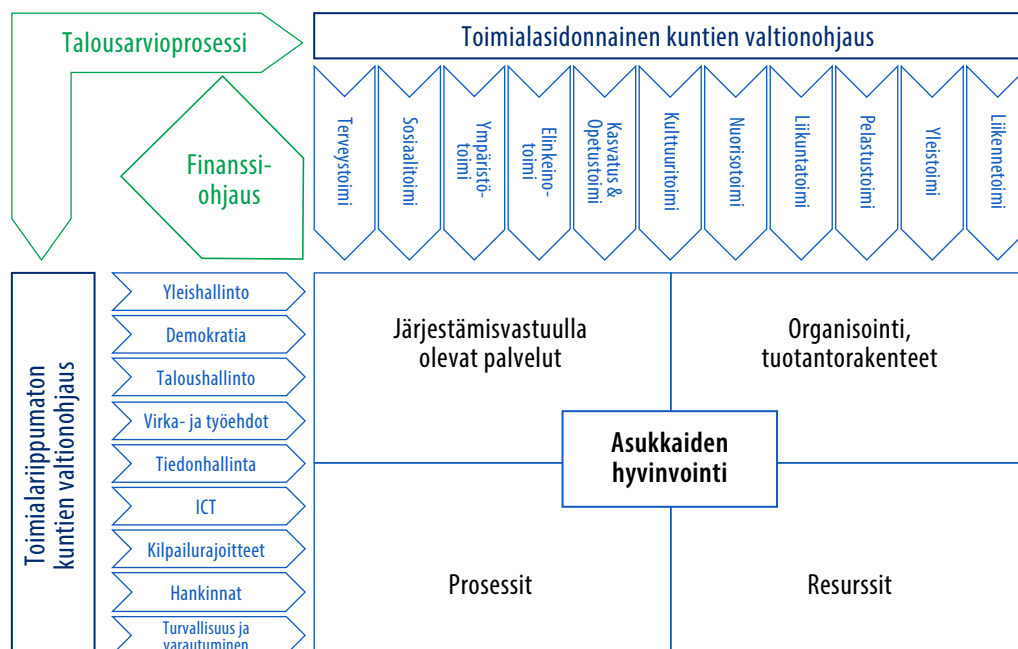 Talousarvioprosessi
Toimialasidonnainen kuntien valtionohjaus
Finanssi-
ohjaus
Terveystoimi
Sosiaalitoimi
Ympäristö-
toimi
Elinkeino-
toimi
Kasvatus &
Opetustoimi
Kulttuuritoimi
Nuorisotoimi
Liikuntatoimi
Pelastustoimi
Yleistoimi
Liikennetoimi
Toimialariippumaton
kuntien valtionohjaus
Yleishallinto
Demokratia
Taloushallinto
Virka- ja työehdot
Tiedonhallinta
ICT
Kilpailurajoitteet
Hankinnat
Turvallisuus ja
varautuminen
Järjestämisvastuulla
olevat palvelut
Organisointi,
tuotantorakenteet
Asukkaiden
hyvinvointi
Prosessit
Resurssit